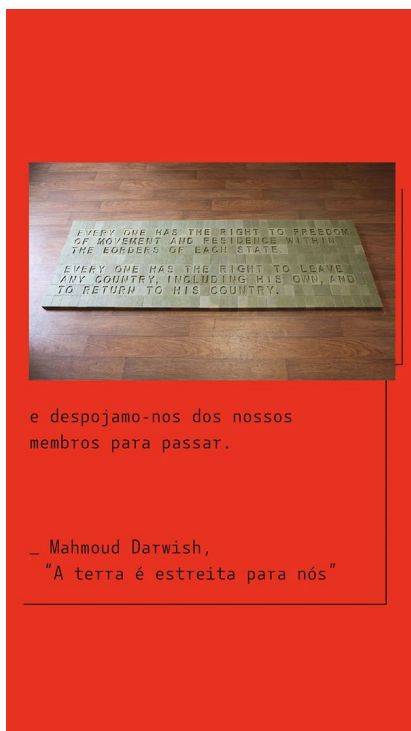 EVERY ONE HAS THE RIGHT TO FREEDOM
OF MOVEMENT AND RESIDENCE WITHIN
THE BORDERS OF EACH STATE
EVERY ONE HAS THE RIGHT TO LEAVE
ANY COUNTRY, INCLUDING HIS OWN, AND
TO RETURN TO HIS COUNTRY.
e despojamo-nos dos nossos
membros para passar.
_ Mahmoud Darwish,
“A terra é estreita para nós”